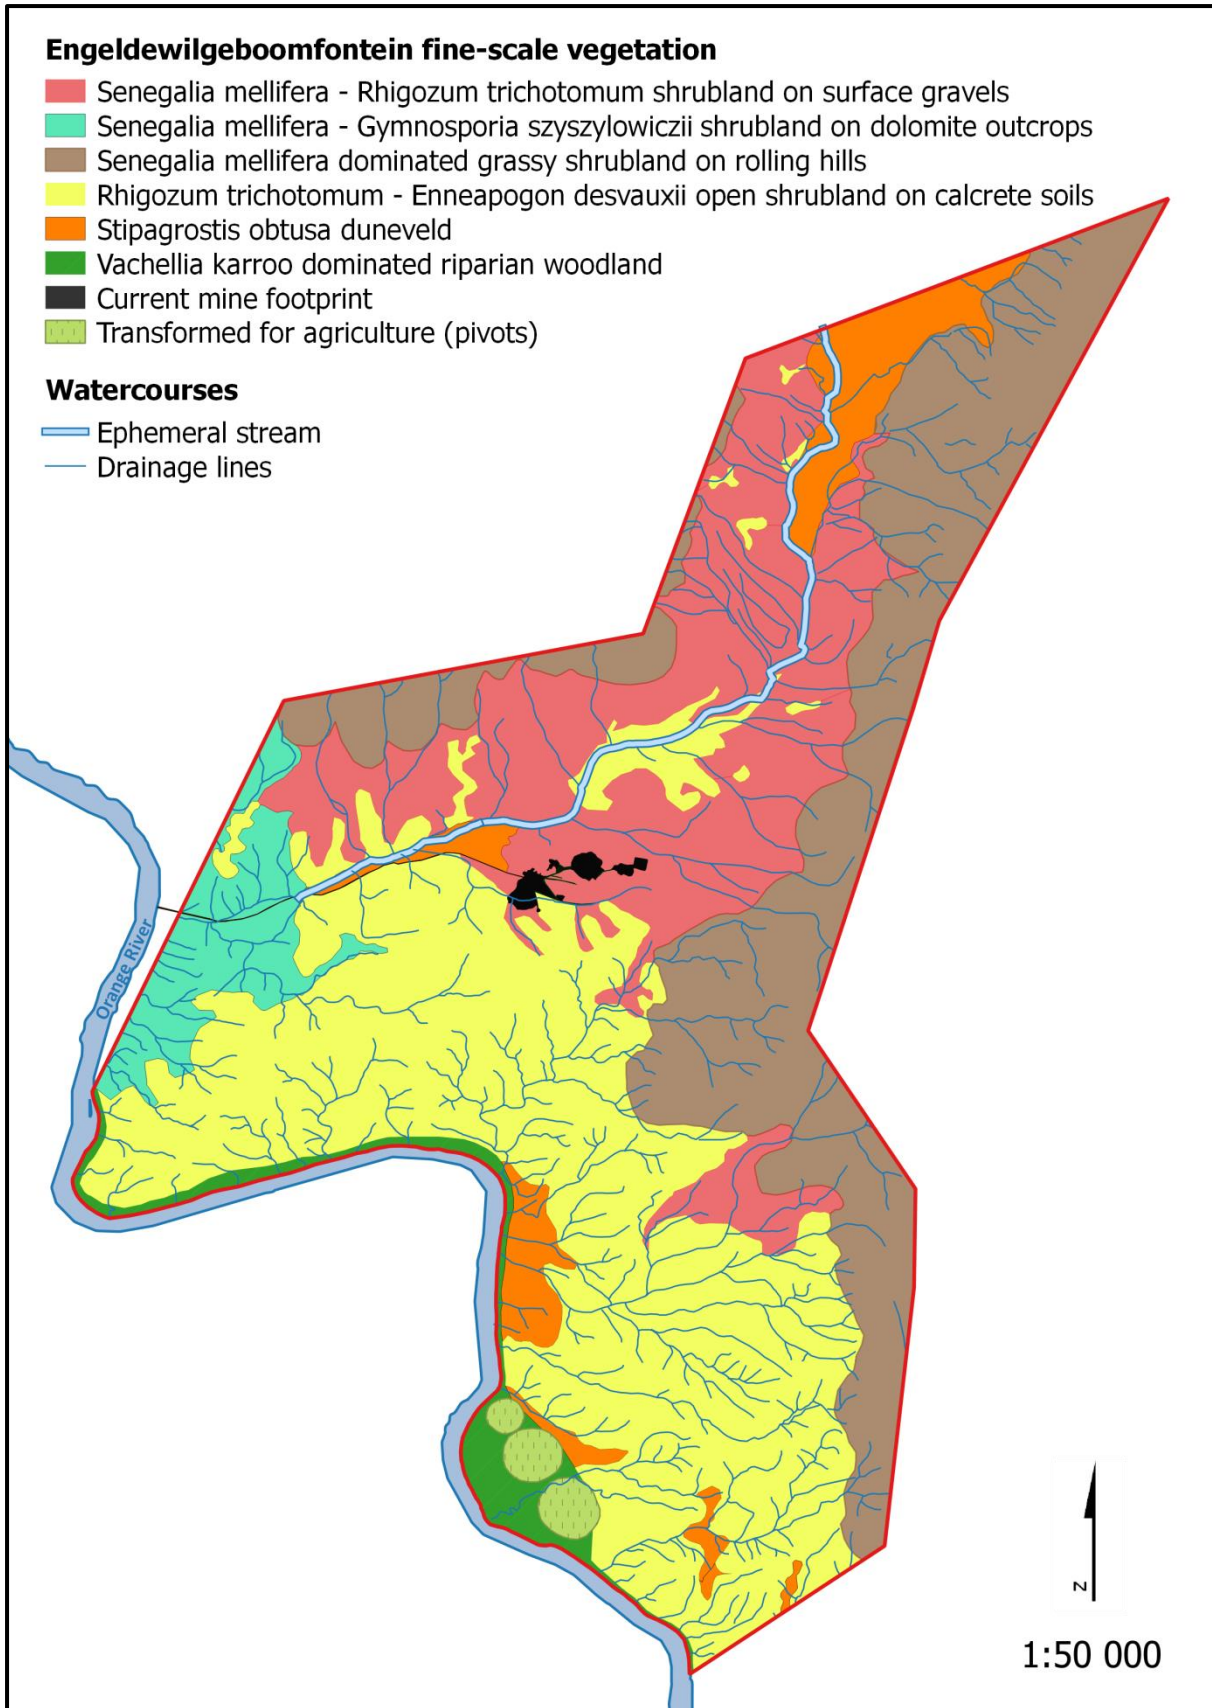 Engeldewilgeboomfontein fine-scale vegetation
Senegalia mellifera - Rhigozum trichotomum shrubland on surface gravels
Senegalia mellifera - Gymnosporia szyszylowiczii shrubland on dolomite outcrops
Senegalia mellifera dominated grassy shrubland on rolling hills
Rhigozum trichotomum - Enneapogon desvauxii open shrubland on calcrete soils
Stipagrostis obtusa duneveld
Vachellia karroo dominated riparian woodland
Current mine footprint
Transformed for agriculture (pivots)
Watercourses
Ephemeral stream
Drainage lines
Orange River
N
1:50 000